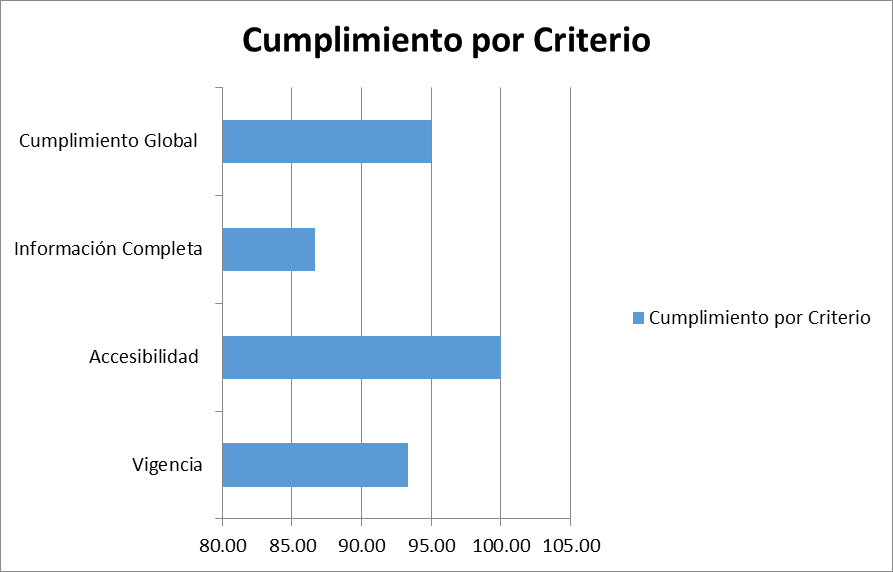 Cumplimiento por Criterio
Cumplimiento Global
Información Completa
Accesibilidad
Vigencia
80.00 85.00 90.00 95.00 100.00 105.00
Cumplimiento por Criterio